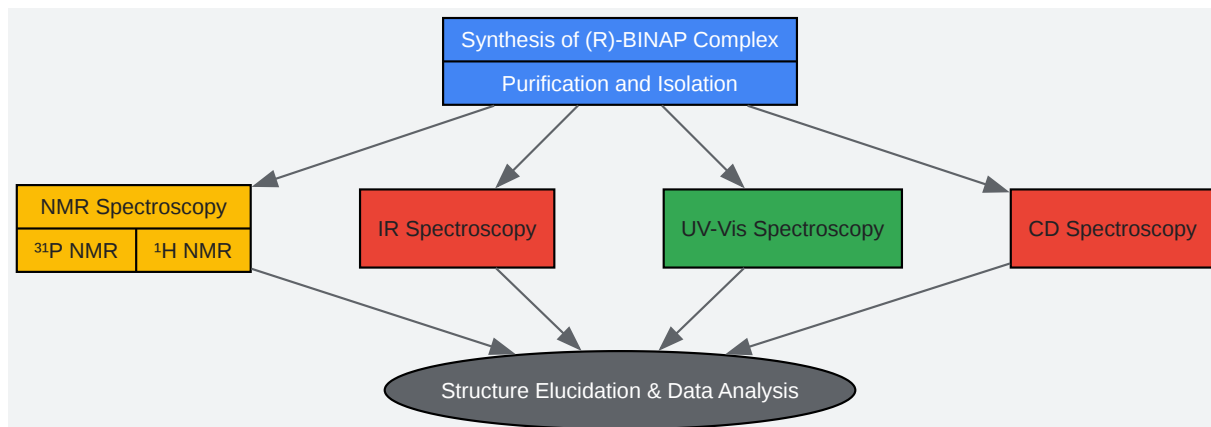 Synthesis of (R)-BINAP Complex
Purification and Isolation
NMR Spectroscopy
³¹P NMR
¹H NMR
IR Spectroscopy
UV-Vis Spectroscopy
CD Spectroscopy
Structure Elucidation & Data Analysis